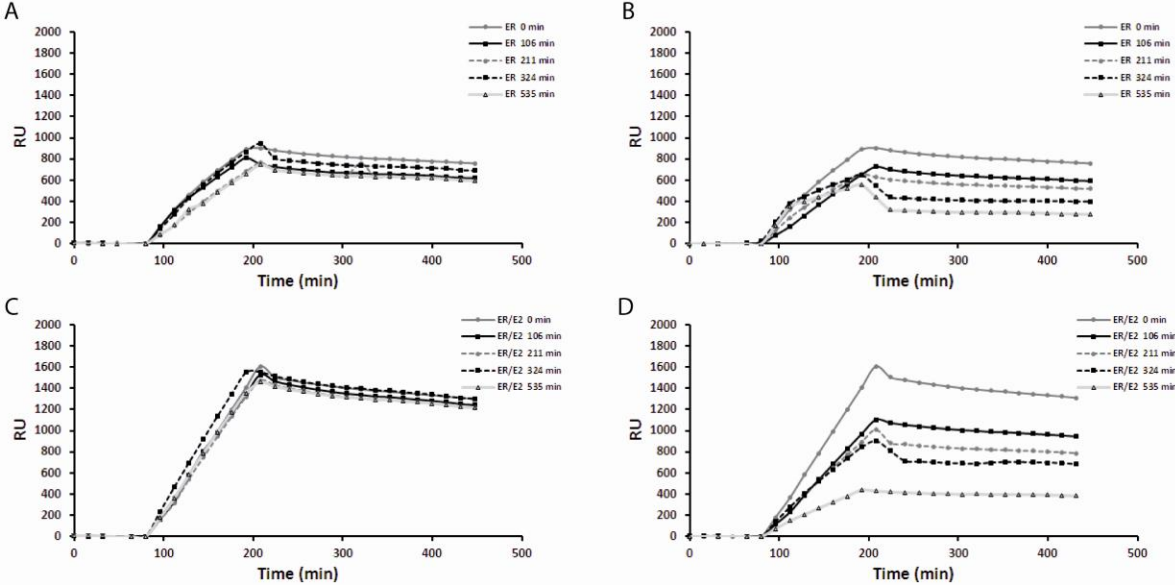 A
2000
1800
1600
1400
1200
1000
800
600
400
200
0
RU
0
100
200
300
400
500
Time (min)
ER 0 min
ER 106 min
ER 211 min
ER 324 min
ER 535 min
B
2000
1800
1600
1400
1200
1000
800
600
400
200
0
RU
0
100
200
300
400
500
Time (min)
ER 0 min
ER 106 min
ER 211 min
ER 324 min
ER 535 min
C
2000
1800
1600
1400
1200
1000
800
600
400
200
0
RU
0
100
200
300
400
500
Time (min)
ER/E2 0 min
ER/E2 106 min
ER/E2 211 min
ER/E2 324 min
ER/E2 535 min
D
2000
1800
1600
1400
1200
1000
800
600
400
200
0
RU
0
100
200
300
400
500
Time (min)
ER/E2 0 min
ER/E2 106 min
ER/E2 211 min
ER/E2 324 min
ER/E2 535 min